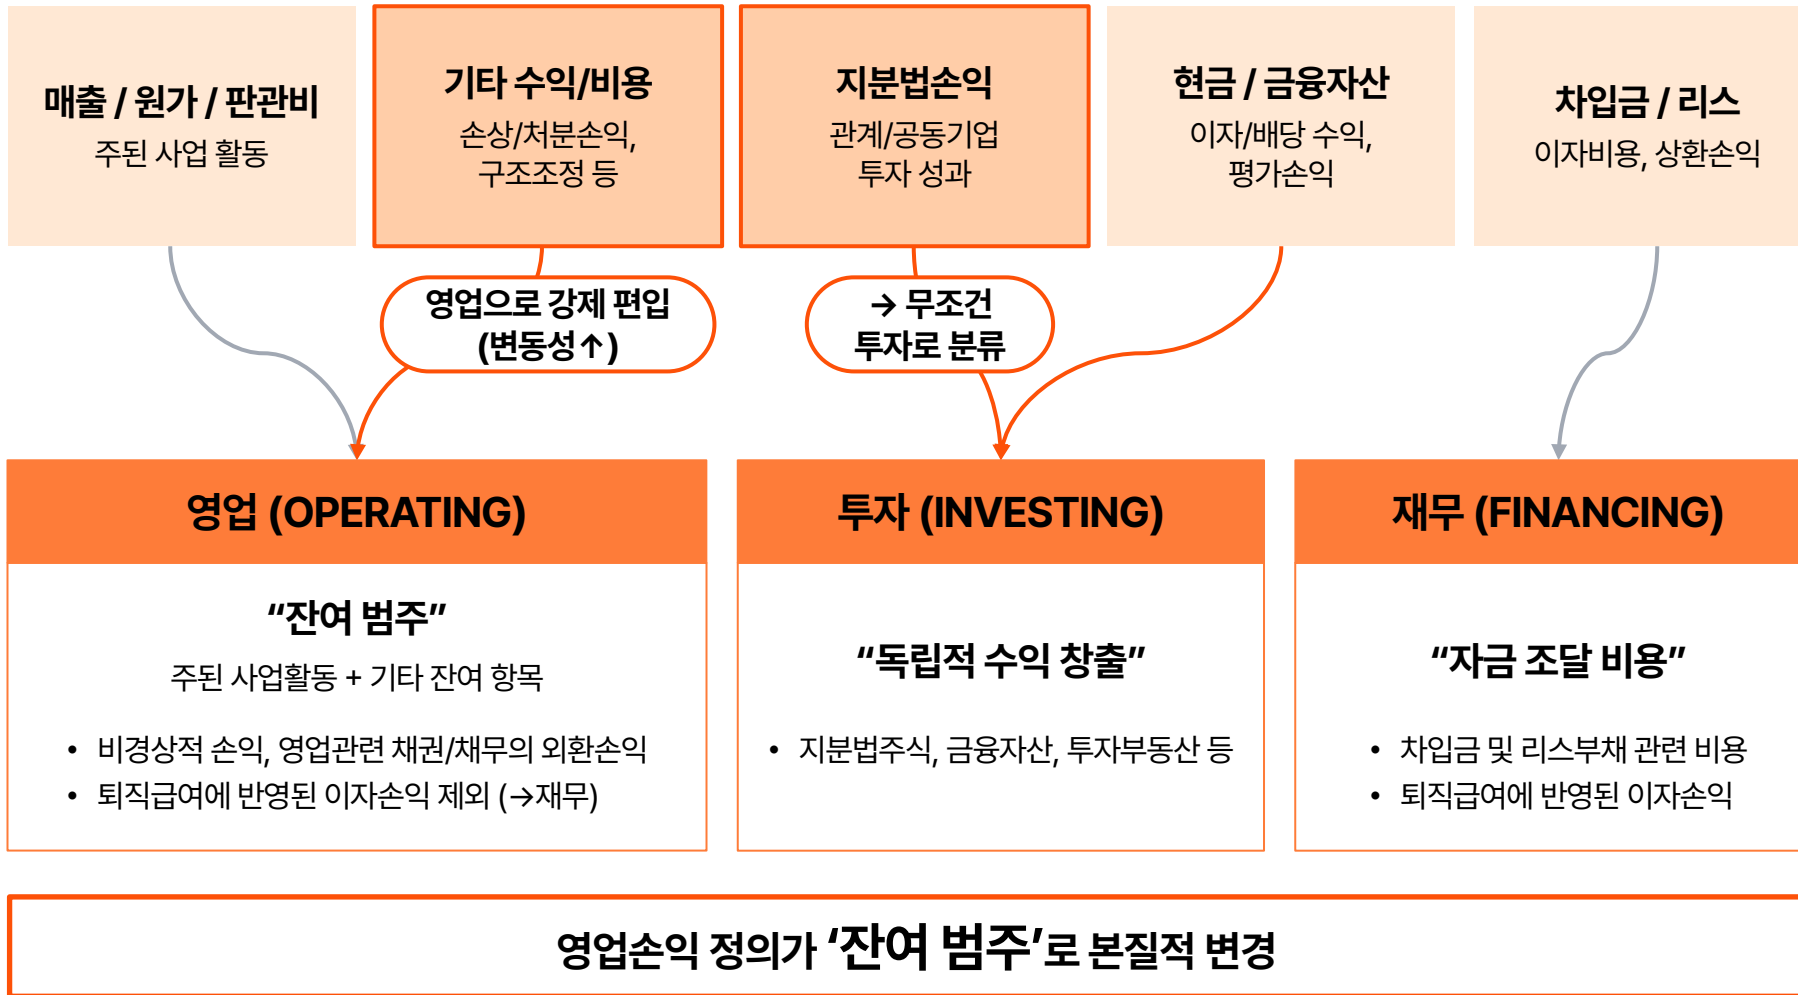 매출 / 원가 / 판관비
주된 사업 활동
기타 수익/비용
손상/처분손익,
구조조정 등
지분법손익
관계/공동기업
투자 성과
현금 / 금융자산
이자/배당 수익,
평가손익
차입금 / 리스
이자비용, 상환손익
영업으로 강제 편입
(변동성↑)
→ 무조건
투자로 분류
영업 (OPERATING)
“잔여 범주”
주된 사업활동 + 기타 잔여 항목
• 비경상적 손익, 영업관련 채권/채무의 외환손익
• 퇴직급여에 반영된 이자손익 제외 (→재무)
투자 (INVESTING)
“독립적 수익 창출”
• 지분법주식, 금융자산, 투자부동산 등
재무 (FINANCING)
“자금 조달 비용”
• 차입금 및 리스부채 관련 비용
• 퇴직급여에 반영된 이자손익
영업손익 정의가 ‘잔여 범주’로 본질적 변경